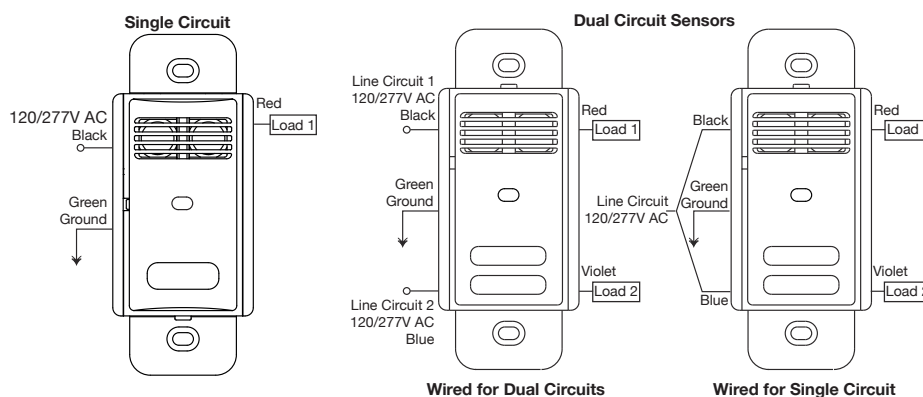 Single Circuit
120/277V AC
Black
Red
Load 1
Green
Ground
Dual Circuit Sensors
Line Circuit 1
120/277V AC
Black
Red
Load 1
Green
Ground
Line Circuit 2
120/277V AC
Blue
Violet
Load 2
Wired for Dual Circuits
Black
Red
Load
Green
Ground
Line Circuit
120/277V AC
Blue
Violet
Load 2
Wired for Single Circuit